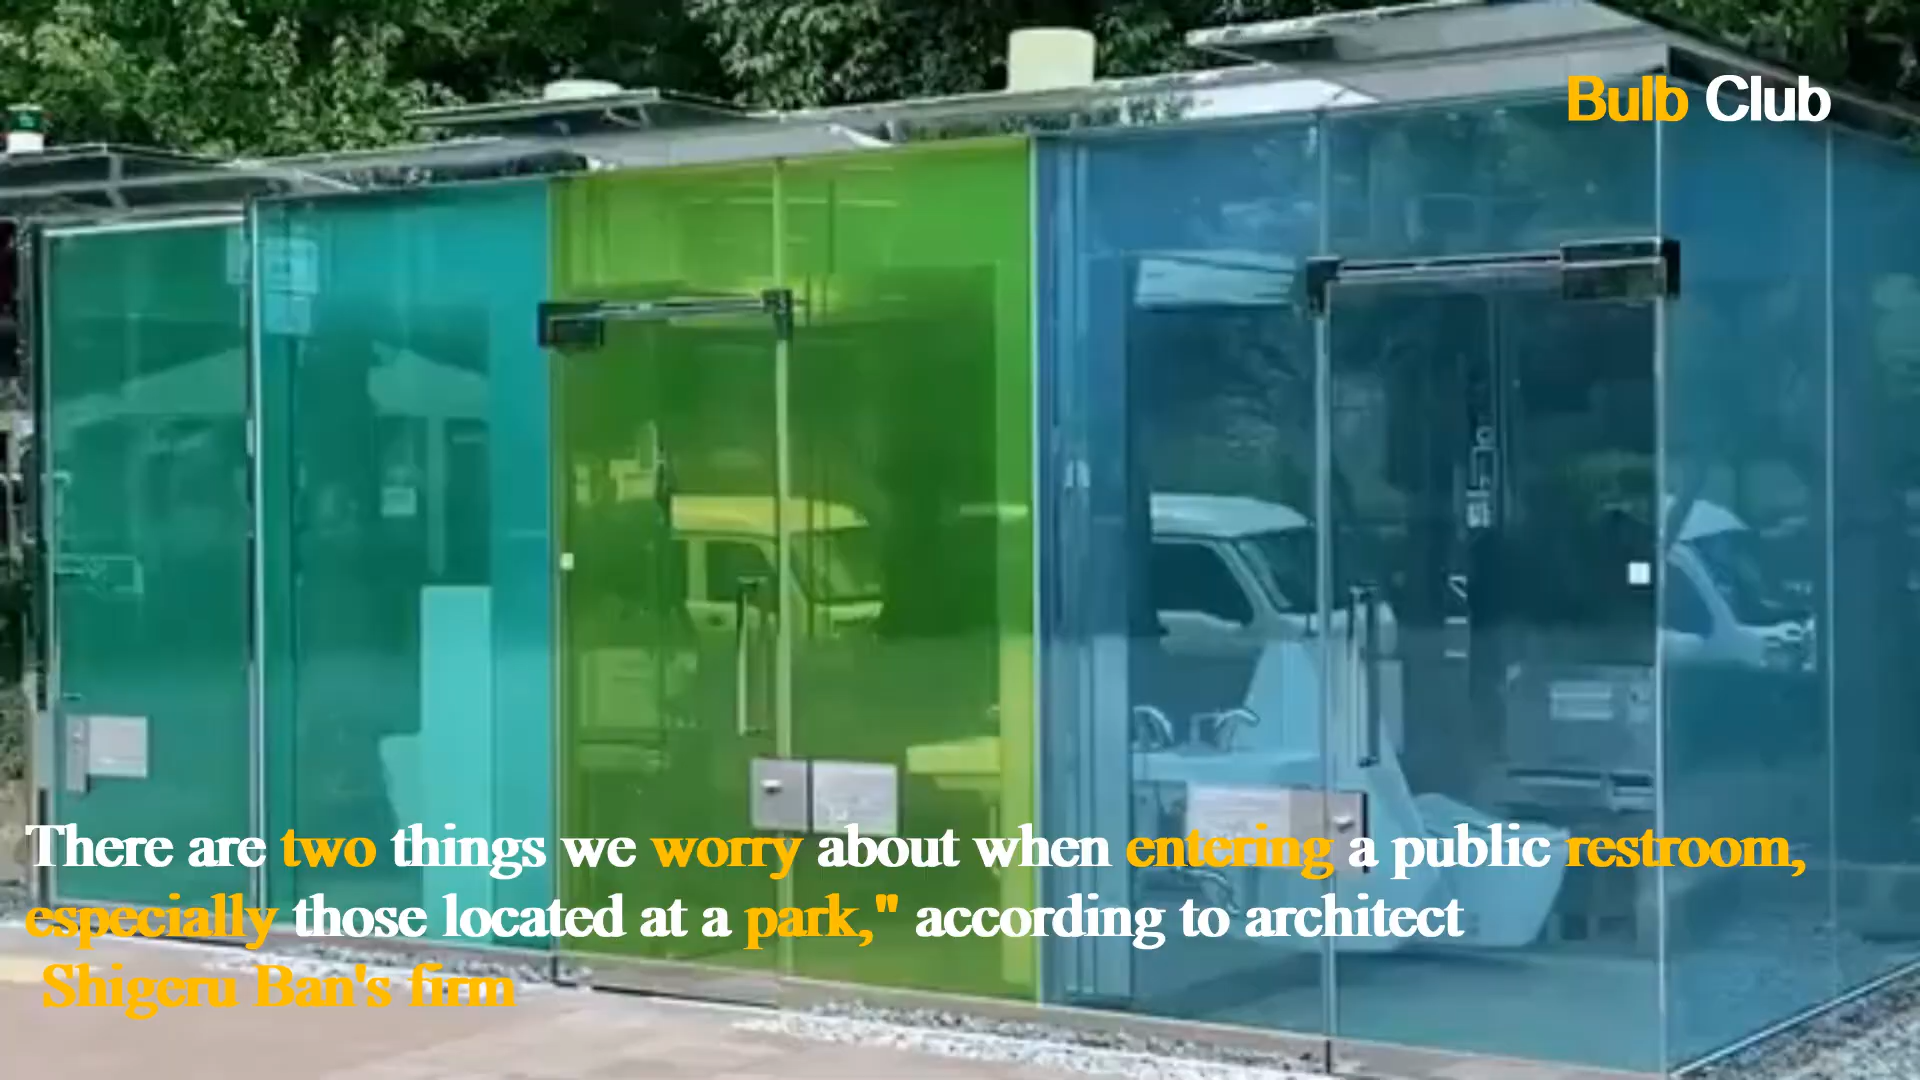 Bulb Club
There are two things we worry about when entering a public restroom,
especially those located at a park," according to architect
Shigeru Ban's firm